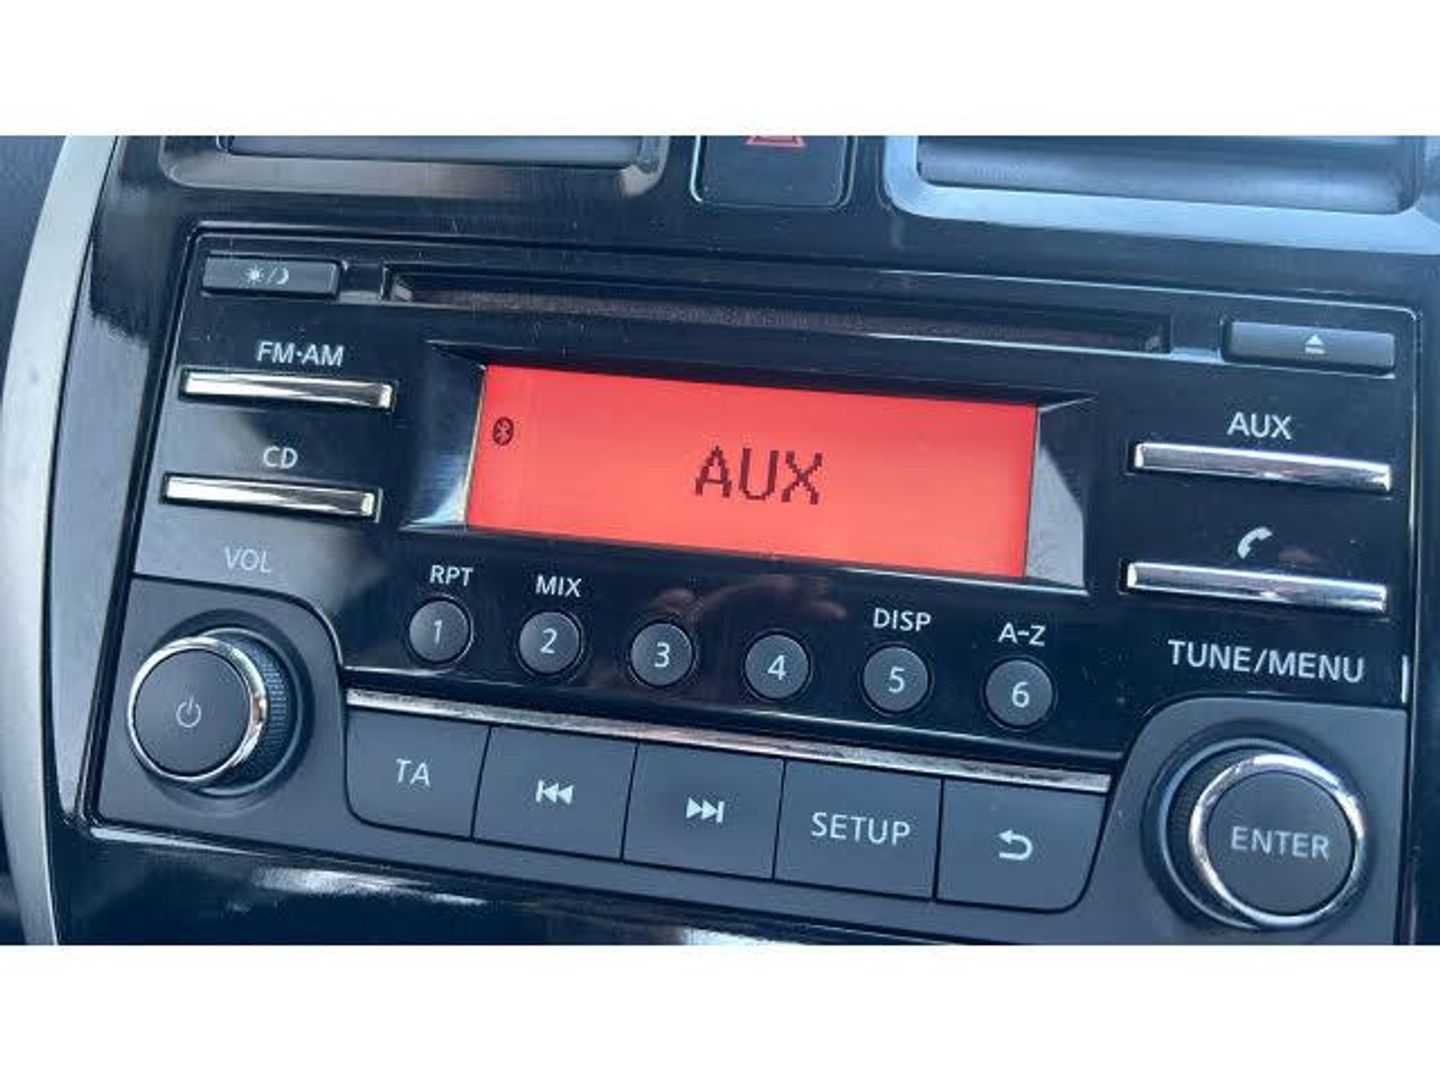 FM·AM
CD
VOL
AUX
AUX
TUNE/MENU
RPT
MIX
DISP
A-Z
1
2
3
4
5
6
TA
SETUP
ENTER